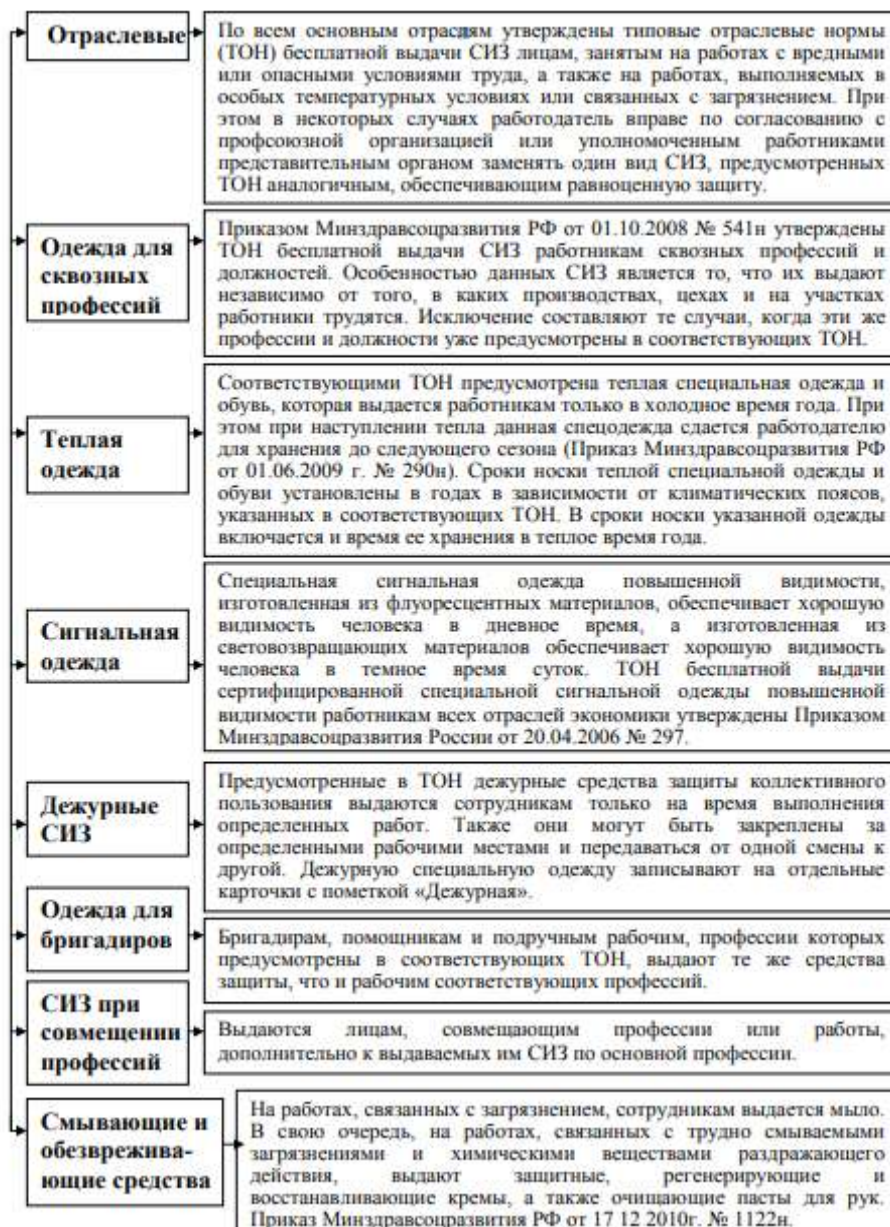 Отраслевые
По всем основным отраслям утверждены типовые отраслевые нормы
(ТОН) бесплатной выдачи СИЗ лицам, занятым на работах с вредными
или опасными условиями труда, а также на работах, выполняемых в
особых температурных условиях или связанных с загрязнением. При
этом в некоторых случаях работодатель вправе по согласованию с
профсоюзной организацией или уполномоченным работниками
представительным органом заменять один вид СИЗ, предусмотренных
ТОН аналогичным, обеспечивающим равноценную защиту.
Одежда для
сквозных
профессий
Приказом Минздравсоцразвития РФ от 01.10.2008 № 541н утверждены
ТОН бесплатной выдачи СИЗ работникам сквозных профессий и
должностей. Особенностью данных СИЗ является то, что их выдают
независимо от того, в каких производствах, цехах и на участках
работники трудятся. Исключение составляют те случаи, когда эти же
профессии и должности уже предусмотрены в соответствующих ТОН.
Теплая
одежда
Соответствующими ТОН предусмотрена теплая специальная одежда и
обувь, которая выдается работникам только в холодное время года. При
этом при наступлении тепла данная спецодежда сдается работодателю
для хранения до следующего сезона (Приказ Минздравсоцразвития РФ
от 01.06.2009 г. № 290н). Сроки носки теплой специальной одежды и
обуви установлены в годах в зависимости от климатических поясов,
указанных в соответствующих ТОН. В сроки носки указанной одежды
включается и время ее хранения в теплое время года.
Сигнальная
одежда
Специальная сигнальная одежда повышенной видимости,
изготовленная из флуоресцентных материалов, обеспечивает хорошую
видимость человека в дневное время, а изготовленная из
световозвращающих материалов обеспечивает хорошую видимость
человека в темное время суток. ТОН бесплатной выдачи
сертифицированной специальной сигнальной одежды повышенной
видимости работникам всех отраслей экономики утверждены Приказом
Минздравсоцразвития России от 20.04.2006 № 297.
Дежурные
СИЗ
Предусмотренные в ТОН дежурные средства защиты коллективного
пользования выдаются сотрудникам только на время выполнения
определенных работ. Также они могут быть закреплены за
определенными рабочими местами и передаваться от одной смены к
другой. Дежурную специальную одежду записывают на отдельные
карточки с пометкой «Дежурная».
Одежда для
бригадиров
Бригадирам, помощникам и подручным рабочим, профессии которых
предусмотрены в соответствующих ТОН, выдают те же средства
защиты, что и рабочим соответствующих профессий.
СИЗ при
совмещении
профессий
Выдаются лицам, совмещающим профессии или работы,
дополнительно к выдаваемых им СИЗ по основной профессии.
Смывающие и
обезврежива-
ющие средства
На работах, связанных с загрязнением, сотрудникам выдается мыло.
В свою очередь, на работах, связанных с трудно смываемыми
загрязнениями и химическими веществами раздражающего
действия, выдают защитные, регенерирующие и
восстанавливающие кремы, а также очищающие пасты для рук.
Приказ Минздравсоцразвития РФ от 17 12 2010г. № 1122н.